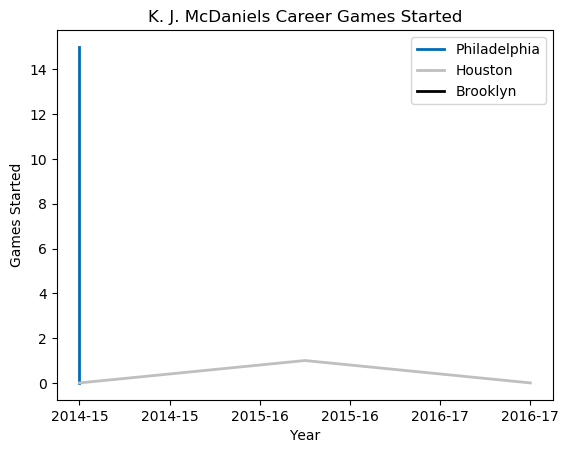 K. J. McDaniels Career Games Started
Philadelphia
Houston
Brooklyn
Games Started
14
12
10
8
6
4
2
0
2014-15 2014-15 2015-16 2015-16 2016-17 2016-17
Year